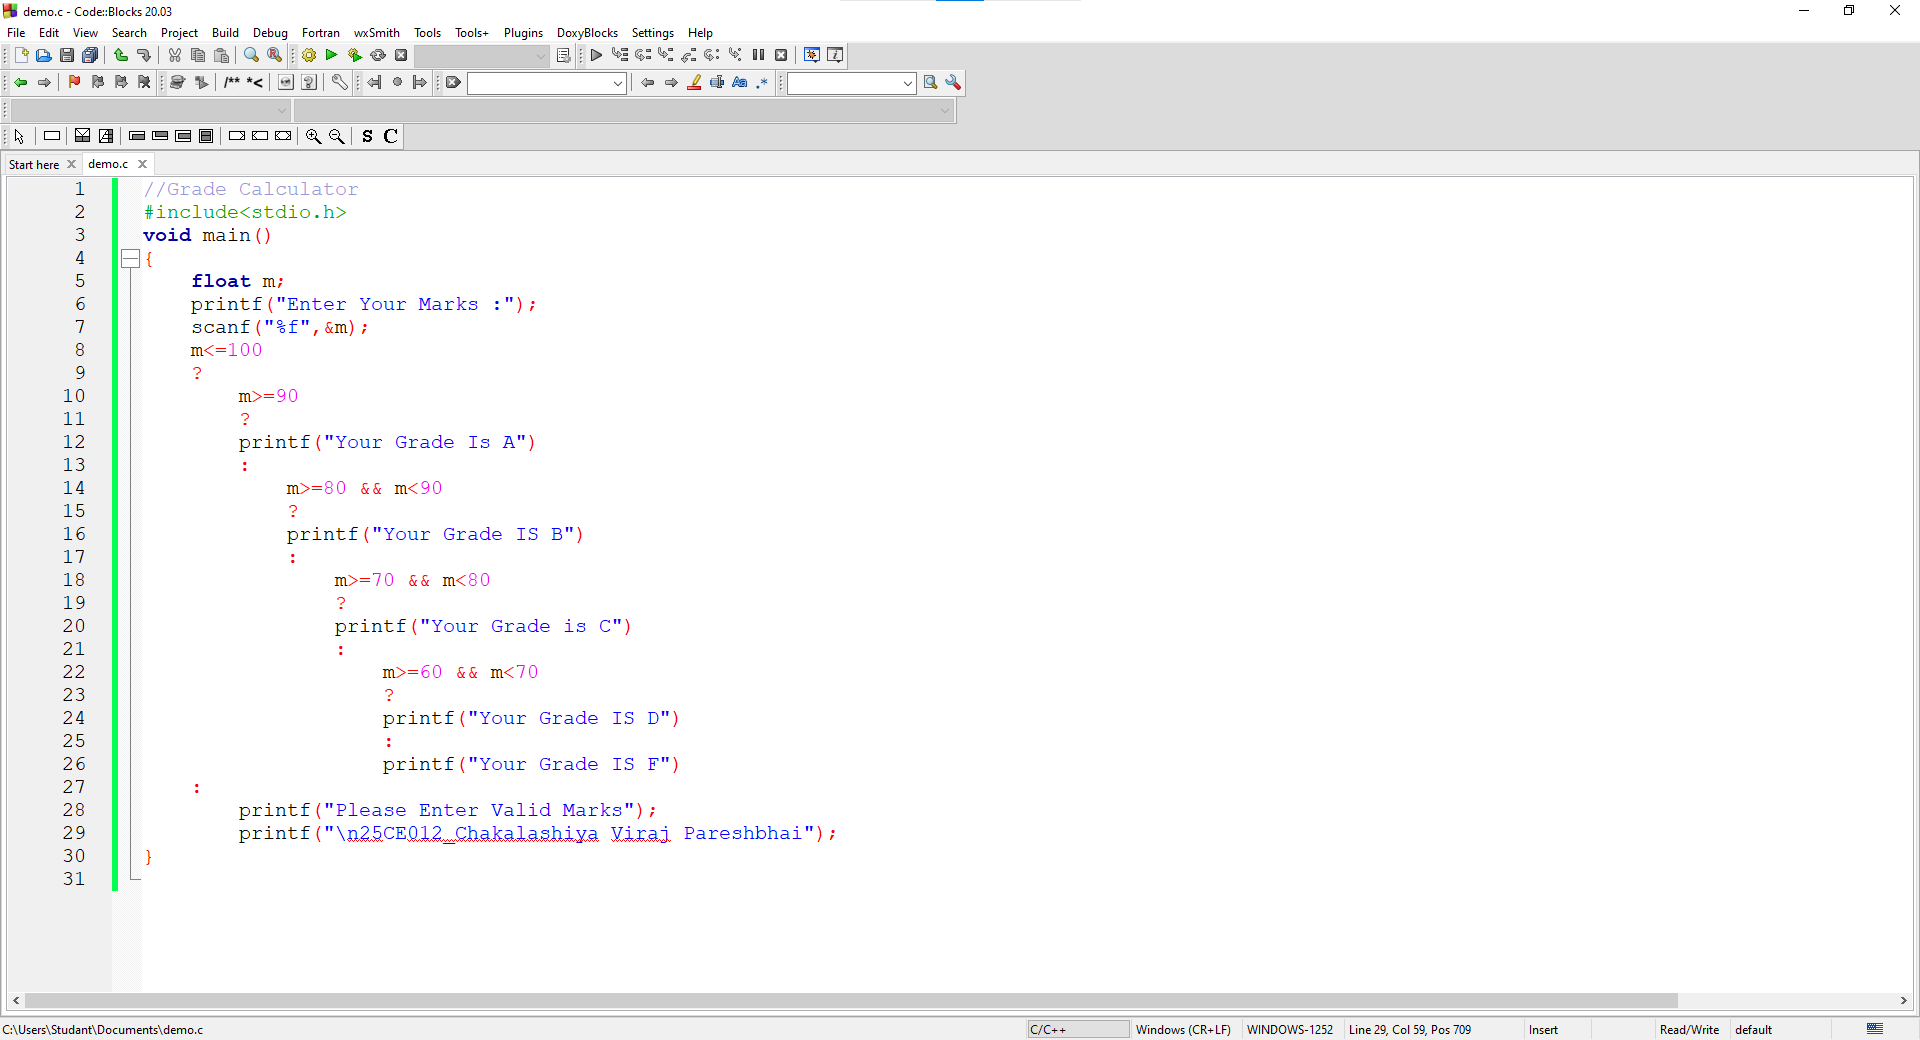 demo.c - Code::Blocks 20.03
File Edit View Search Project Build Debug Fortran wxSmith Tools Tools+ Plugins DoxyBlocks Settings Help
/** *<
Aa .*
S C
Start here demo.c
1 //Grade Calculator
2 #include<stdio.h>
3 void main()
4 {
5 float m;
6 printf("Enter Your Marks :");
7 scanf("%f",&m);
8 m<=100
9 ?
10 m>=90
11 ?
12 printf("Your Grade Is A")
13 :
14 m>=80 && m<90
15 ?
16 printf("Your Grade IS B")
17 :
18 m>=70 && m<80
19 ?
20 printf("Your Grade is C")
21 :
22 m>=60 && m<70
23 ?
24 printf("Your Grade IS D")
25 :
26 printf("Your Grade IS F")
27 :
28 printf("Please Enter Valid Marks");
29 printf("\n25CE012_Chakalashiya Viraj Pareshbhai");
30 }
31
C:\Users\Studant\Documents\demo.c C/C++ Windows (CR+LF) WINDOWS-1252 Line 29, Col 59, Pos 709 Insert Read/Write default